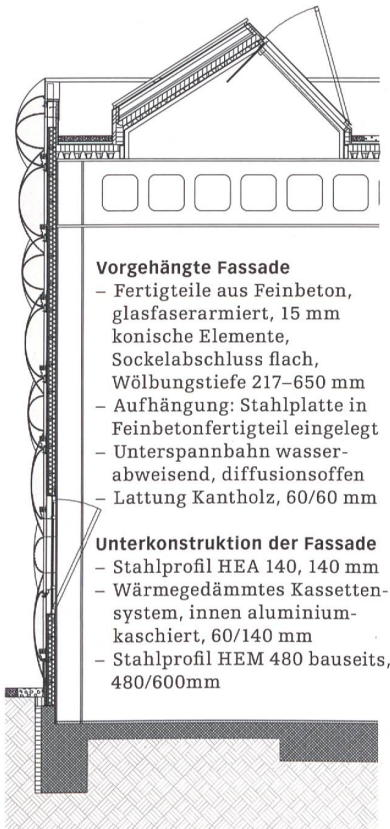 Vorgehängte Fassade
– Fertigteile aus Feinbeton,
glasfaserarmiert, 15 mm
konische Elemente,
Sockelabschluss flach,
Wölbungstiefe 217–650 mm
– Aufhängung: Stahlplatte in
Feinbetonfertigteil eingelegt
– Unterspannbahn wasser-
abweisend, diffusionsoffen
– Lattung Kantholz, 60/60 mm
Unterkonstruktion der Fassade
– Stahlprofil HEA 140, 140 mm
– Wärmegedämmtes Kassetten-
system, innen aluminium-
kaschiert, 60/140 mm
– Stahlprofil HEM 480 bauseits,
480/600mm